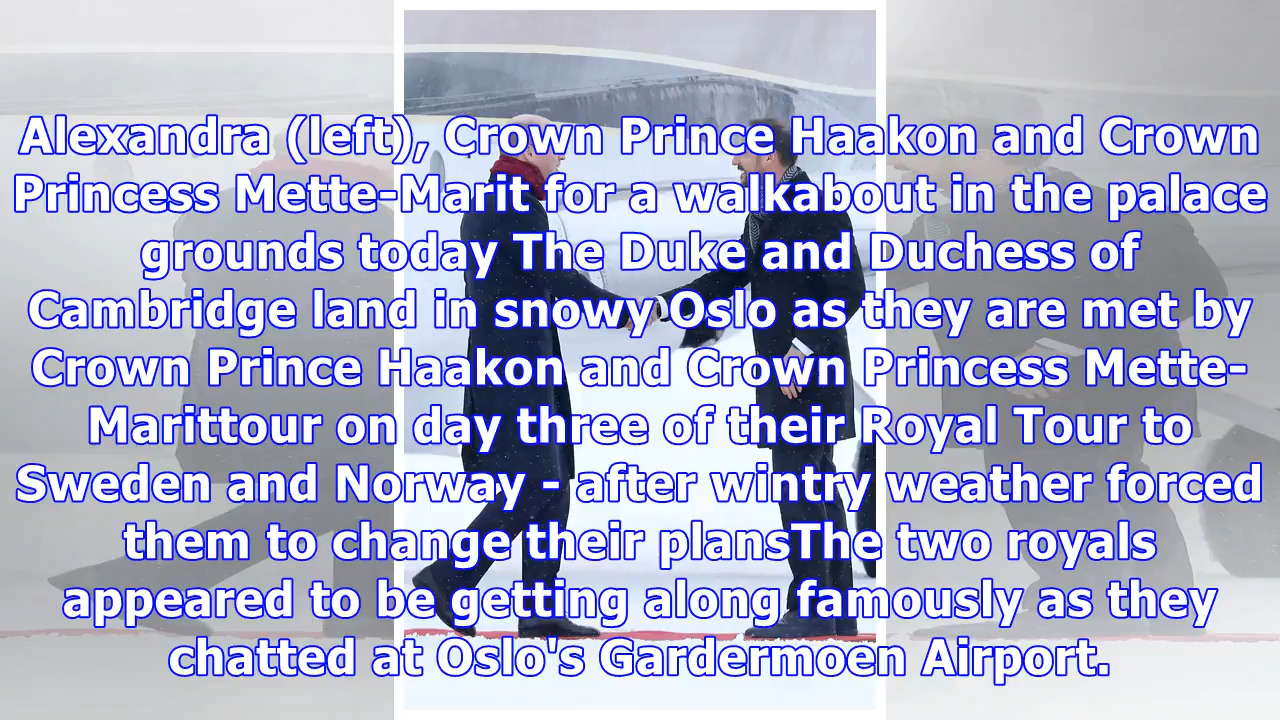 Alexandra (left), Crown Prince Haakon and Crown
Princess Mette-Marit for a walkabout in the palace
grounds today The Duke and Duchess of
Cambridge land in snowy Oslo as they are met by
Crown Prince Haakon and Crown Princess Mette-
Marittour on day three of their Royal Tour to
Sweden and Norway - after wintry weather forced
them to change their plansThe two royals
appeared to be getting along famously as they
chatted at Oslo's Gardermoen Airport.